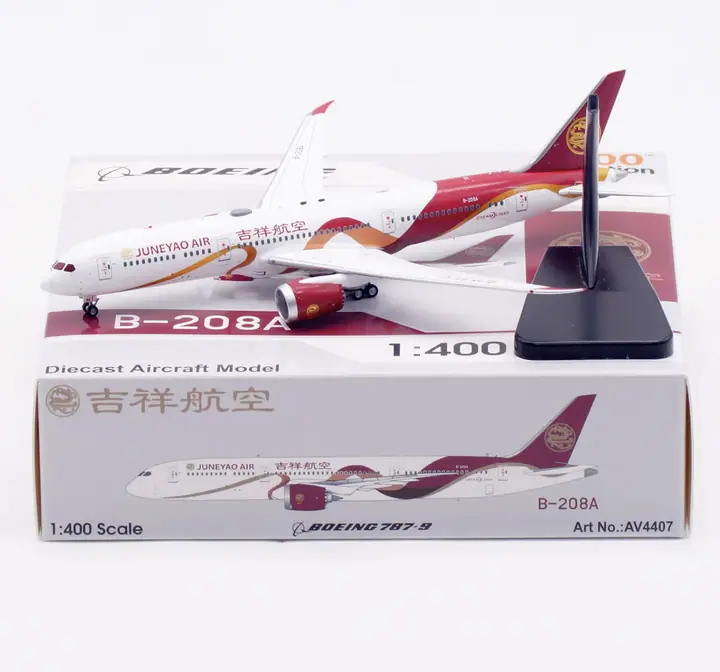 BOEING
JUNEYAO AIR 吉祥航空
B-208A
B-208A
1:400
Diecast Aircraft Model
吉祥航空
JUNEYAO AIR 吉祥航空
B-208A
1:400 Scale
BOEING 787-9
Art No.:AV4407